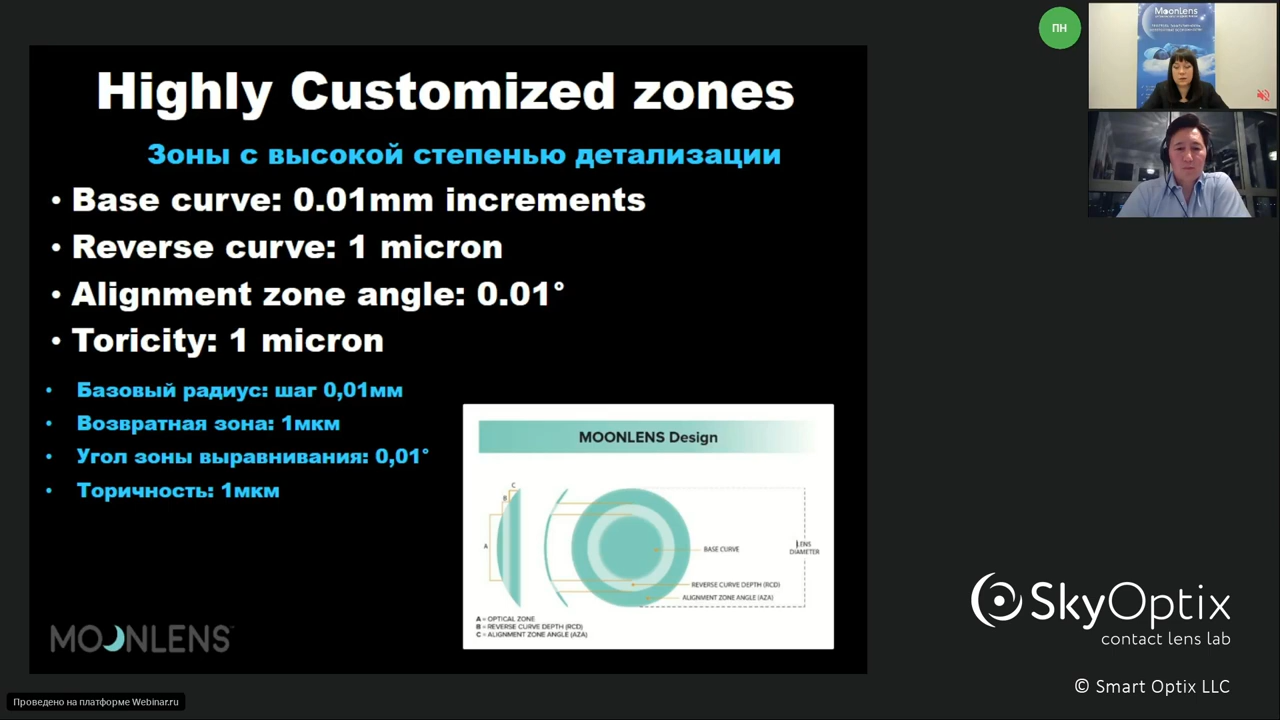 Highly Customized zones
Зоны с высокой степенью детализации
• Base curve: 0.01mm increments
• Reverse curve: 1 micron
• Alignment zone angle: 0.01°
• Toricity: 1 micron
• Базовый радиус: шаг 0,01мм
• Возвратная зона: 1мкм
• Угол зоны выравнивания: 0,01°
• Торичность: 1мкм
MOONLENS Design
C
B
A
BASE CURVE
LENS
DIAMETER
REVERSE CURVE DEPTH (RCD)
ALIGNMENT ZONE ANGLE (AZA)
A = OPTICAL ZONE
B = REVERSE CURVE DEPTH (RCD)
C = ALIGNMENT ZONE ANGLE (AZA)
MOONLENS
ПН
MoonLens
SkyOptix
contact lens lab
© Smart Optix LLC
Проведено на платформе Webinar.ru